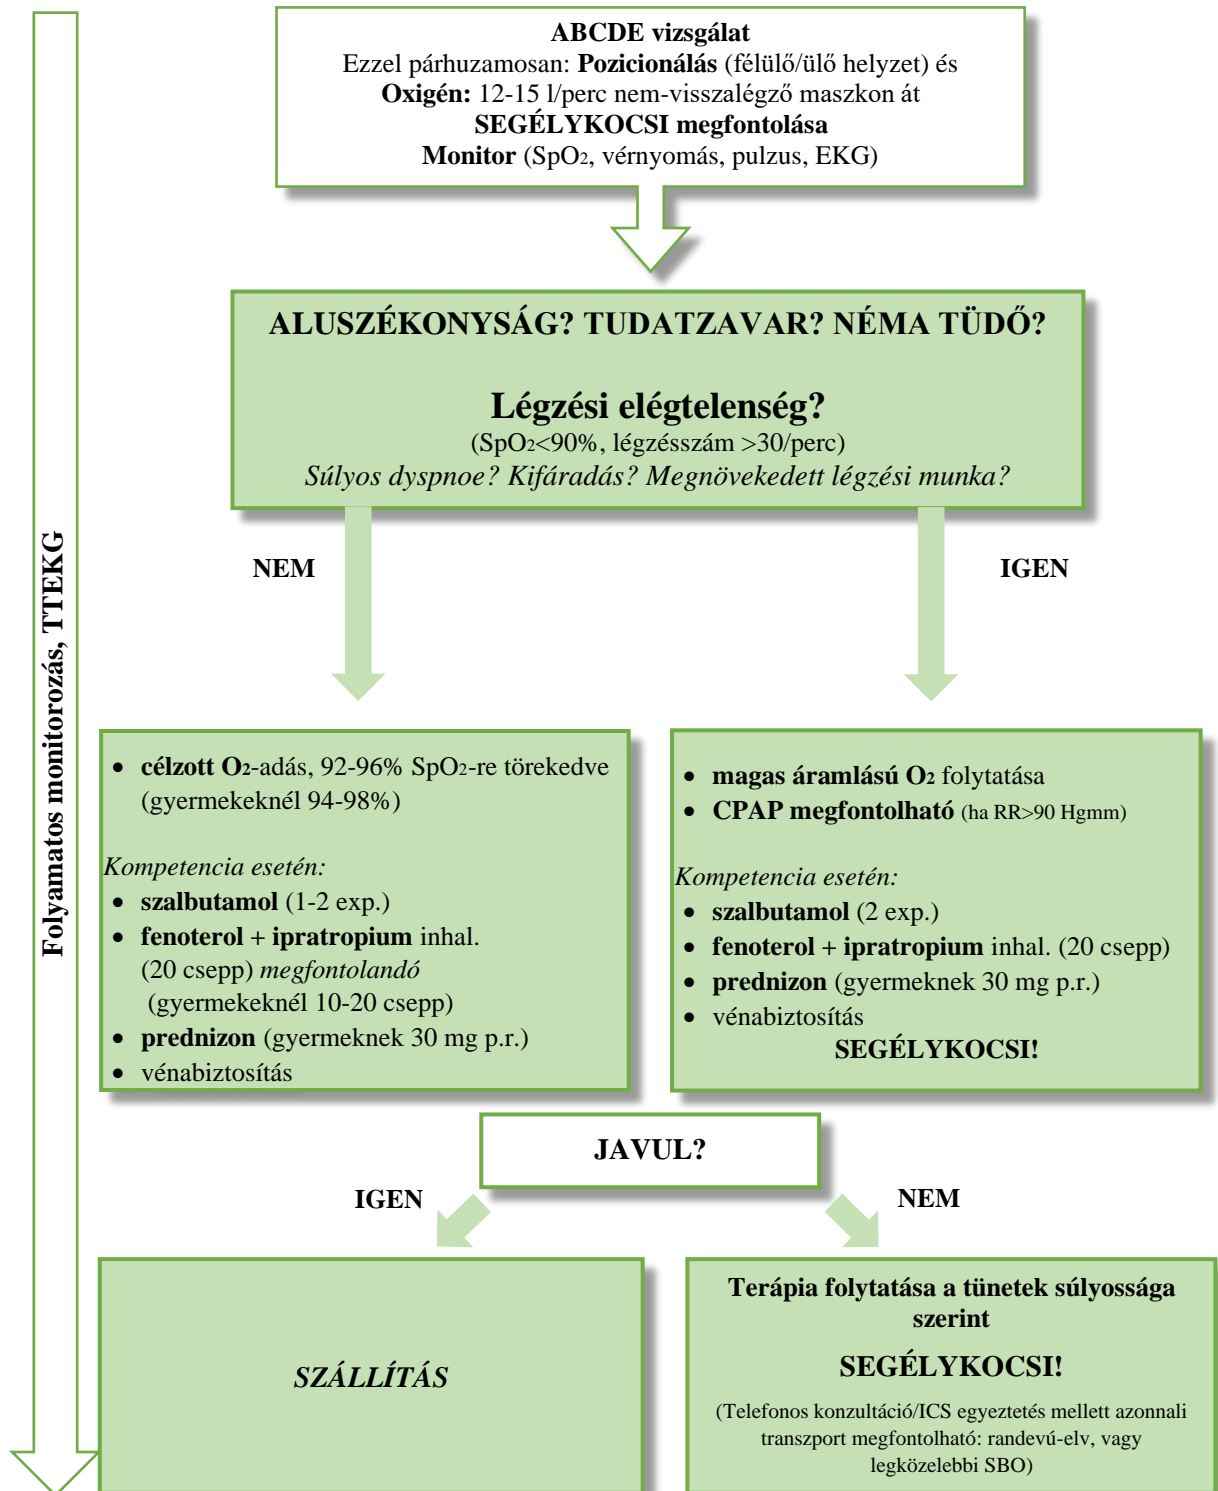 ABCDE vizsgálat
Ezzel párhuzamosan: Pozicionálás (félülő/ülő helyzet) és
Oxigén: 12-15 l/perc nem-visszalégző maszkon át
SEGÉLYKOCSI megfontolása
Monitor (SpO₂, vérnyomás, pulzus, EKG)
ALUSZÉKONYSÁG? TUDATZAVAR? NÉMA TÜDŐ?
Légzési elégtelenség?
(SpO₂<90%, légzésszám >30/perc)
Súlyos dyspnoe? Kifáradás? Megnövekedett légzési munka?
Folyamatos monitorozás, TTEKG
NEM
IGEN
• célzott O₂-adás, 92-96% SpO₂-re törekedve
(gyermekeknél 94-98%)
Kompetencia esetén:
• szalbutamol (1-2 exp.)
• fenoterol + ipratropium inhal.
(20 csepp) megfontolandó
(gyermekeknél 10-20 csepp)
• prednizon (gyermeknek 30 mg p.r.)
• vénabiztosítás
• magas áramlású O₂ folytatása
• CPAP megfontolható (ha RR>90 Hgmm)
Kompetencia esetén:
• szalbutamol (2 exp.)
• fenoterol + ipratropium inhal. (20 csepp)
• prednizon (gyermeknek 30 mg p.r.)
• vénabiztosítás
SEGÉLYKOCSI!
JAVUL?
IGEN
NEM
SZÁLLÍTÁS
Terápia folytatása a tünetek súlyossága
szerint
SEGÉLYKOCSI!
(Telefonos konzultáció/ICS egyeztetés mellett azonnali
transzport megfontolható: randevú-elv, vagy
legközelebbi SBO)